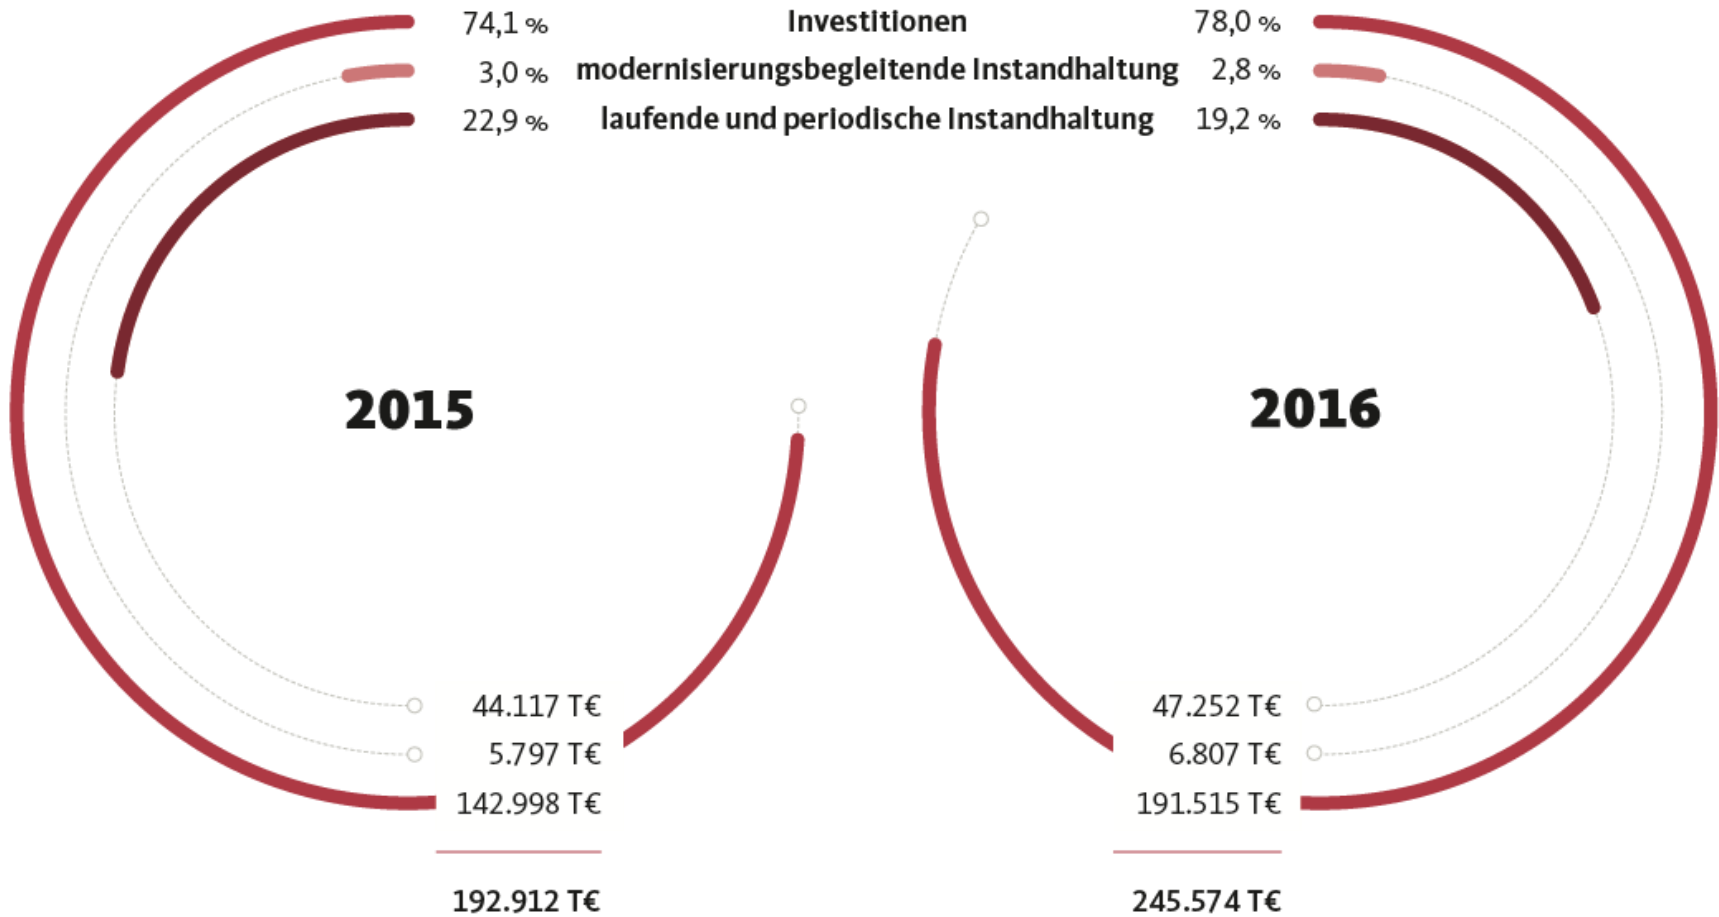 74,1 % Investitionen 78,0 %
3,0 % modernisierungsbegleitende Instandhaltung 2,8 %
22,9 % laufende und periodische Instandhaltung 19,2 %
2015 2016
44.117 T€ 47.252 T€
5.797 T€ 6.807 T€
142.998 T€ 191.515 T€
192.912 T€ 245.574 T€